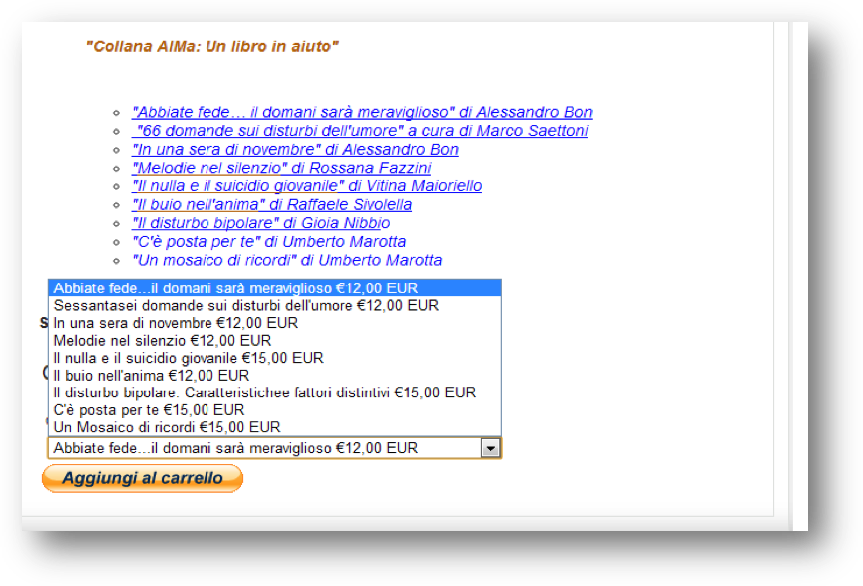 "Collana AlMa: Un libro in aiuto"
"Abbiate fede… il domani sarà meraviglioso" di Alessandro Bon
"66 domande sui disturbi dell'umore" a cura di Marco Saettoni
"In una sera di novembre" di Alessandro Bon
"Melodie nel silenzio" di Rossana Fazzini
"Il nulla e il suicidio giovanile" di Vitina Maioriello
"Il buio nell'anima" di Raffaele Sivolella
"Il disturbo bipolare" di Gioia Nibbio
"C'è posta per te" di Umberto Marotta
"Un mosaico di ricordi" di Umberto Marotta
Abbiate fede...il domani sarà meraviglioso €12,00 EUR
Sessantasei domande sui disturbi dell'umore €12,00 EUR
In una sera di novembre €12,00 EUR
Melodie nel silenzio €12,00 EUR
Il nulla e il suicidio giovanile €15,00 EUR
Il buio nell'anima €12,00 EUR
Il disturbo bipolare. Caratteristichee fattori distintivi €15,00 EUR
C'è posta per te €15,00 EUR
Un Mosaico di ricordi €15,00 EUR
Abbiate fede...il domani sarà meraviglioso €12,00 EUR
Aggiungi al carrello